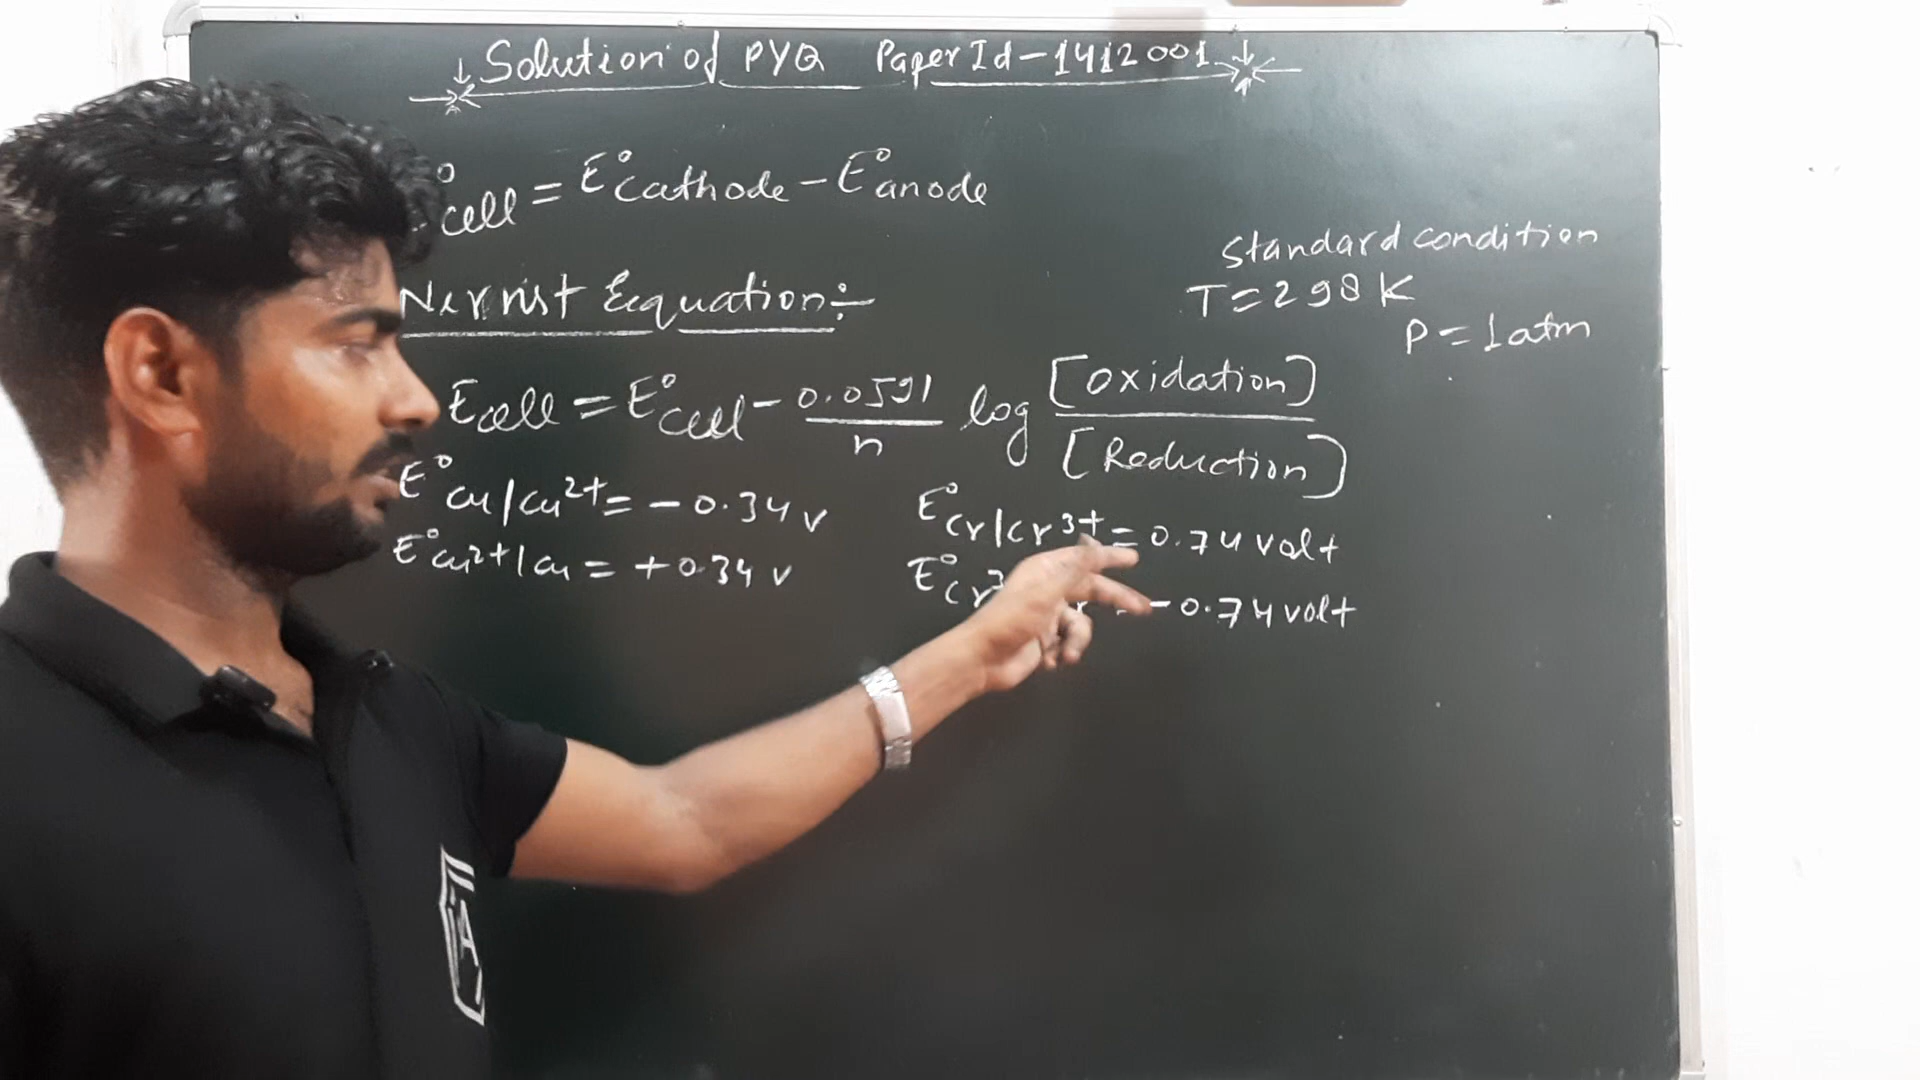 Solution of PYQ Paper Id-1412001
°cell = E°cathode - E°anode
Standard condition
T=298 K
P = 1 atm
Nernst Equation÷
Ecell = E°cell - 0.0591/n log [Oxidation]/[Reduction]
E°Cu/Cu²⁺ = -0.34 V
E°Cr/Cr³⁺ = 0.74 volt
E°Cu²⁺/Cu = +0.34 V
E°Cr³ = -0.74 volt
iA